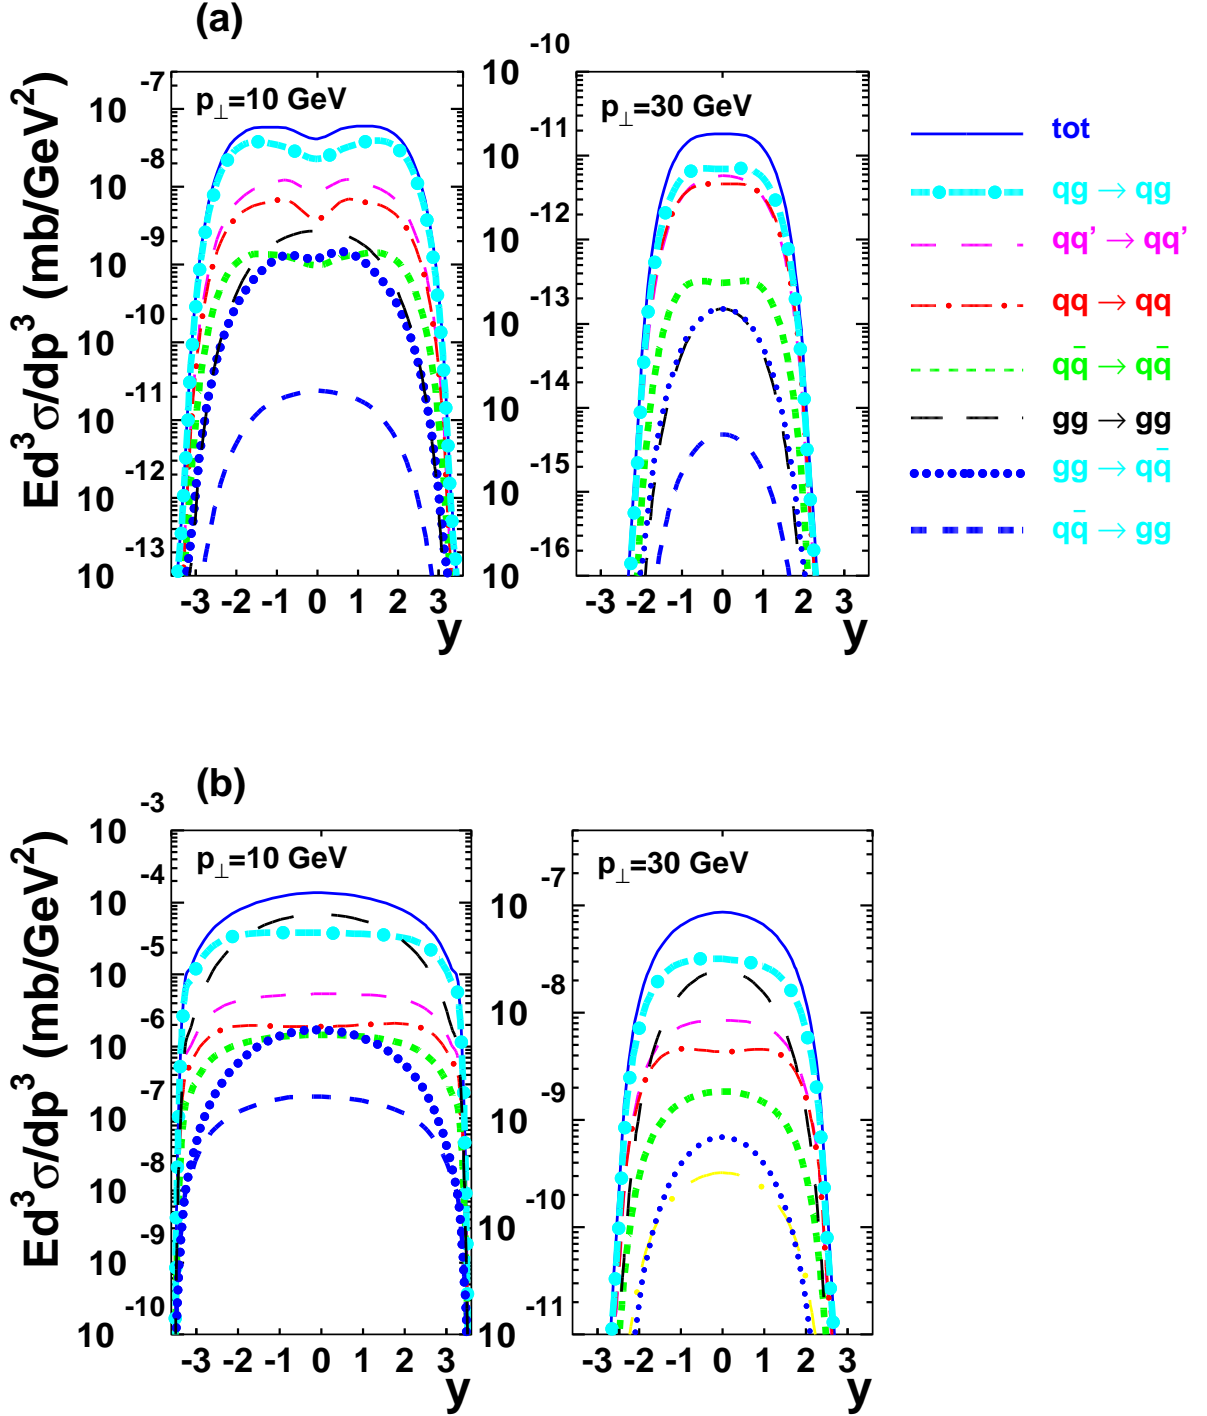 (a)
Ed³σ/dp³ (mb/GeV²)
p⊥=10 GeV
10 -7
10 -8
10 -9
10 -10
10 -11
10 -12
10 -13
-3 -2 -1 0 1 2 3
y
p⊥=30 GeV
10 -10
10 -11
10 -12
10 -13
10 -14
10 -15
10 -16
-3 -2 -1 0 1 2 3
y
tot
qg → qg
qq’ → qq’
qq → qq
qq̄ → qq̄
gg → gg
gg → qq̄
qq̄ → gg
(b)
Ed³σ/dp³ (mb/GeV²)
p⊥=10 GeV
10 -3
10 -4
10 -5
10 -6
10 -7
10 -8
10 -9
10 -10
-3 -2 -1 0 1 2 3
y
p⊥=30 GeV
10 -7
10 -8
10 -9
10 -10
10 -11
-3 -2 -1 0 1 2 3
y